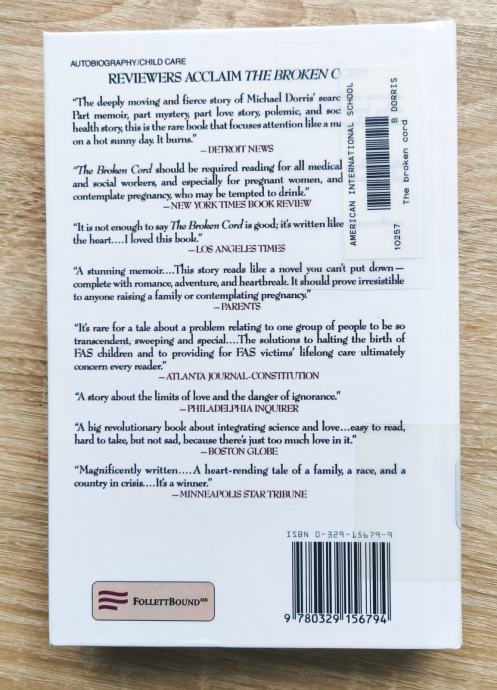 AUTOBIOGRAPHY/CHILD CARE
REVIEWERS ACCLAIM THE BROKEN C
"The deeply moving and fierce story of Michael Dorris' searc
Part memoir, part mystery, part love story, polemic, and soc
health story, this is the rare book that focuses attention like a ma
on a hot sunny day. It burns."
—DETROIT NEWS
"The Broken Cord should be required reading for all medical
and social workers, and especially for pregnant women, and
contemplate pregnancy, who may be tempted to drink."
—NEW YORK TIMES BOOK REVIEW
"It is not enough to say The Broken Cord is good; it's written like
the heart....I loved this book."
—LOS ANGELES TIMES
"A stunning memoir....This story reads like a novel you can't put down—
complete with romance, adventure, and heartbreak. It should prove irresistible
to anyone raising a family or contemplating pregnancy."
—PARENTS
"It's rare for a tale about a problem relating to one group of people to be so
transcendent, sweeping and special....The solutions to halting the birth of
FAS children and to providing for FAS victims' lifelong care ultimately
concern every reader."
—ATLANTA JOURNAL-CONSTITUTION
"A story about the limits of love and the danger of ignorance."
—PHILADELPHIA INQUIRER
"A big revolutionary book about integrating science and love...easy to read,
hard to take, but not sad, because there's just too much love in it."
—BOSTON GLOBE
"Magnificently written....A heart-rending tale of a family, a race, and a
country in crisis....It's a winner."
—MINNEAPOLIS STAR TRIBUNE
AMERICAN INTERNATIONAL SCHOOL
10257 B DORRIS
The broken cord
ISBN 0-329-15679-9
9 780329 156794
FOLLETTBOUND℠